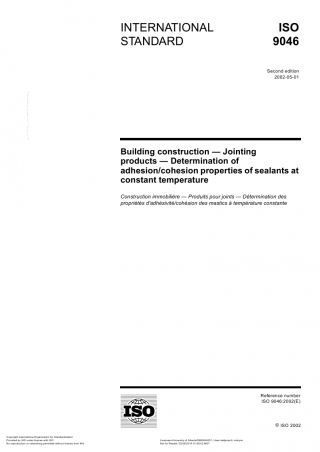 INTERNATIONAL
STANDARD
ISO
9046
Second edition
2002-05-01
Building construction — Jointing
products — Determination of
adhesion/cohesion properties of sealants at
constant temperature
Construction immobilière — Produits pour joints — Détermination des
propriétés d'adhésivité/cohésion des mastics à température constante
ISO
Reference number
ISO 9046:2002(E)
© ISO 2002